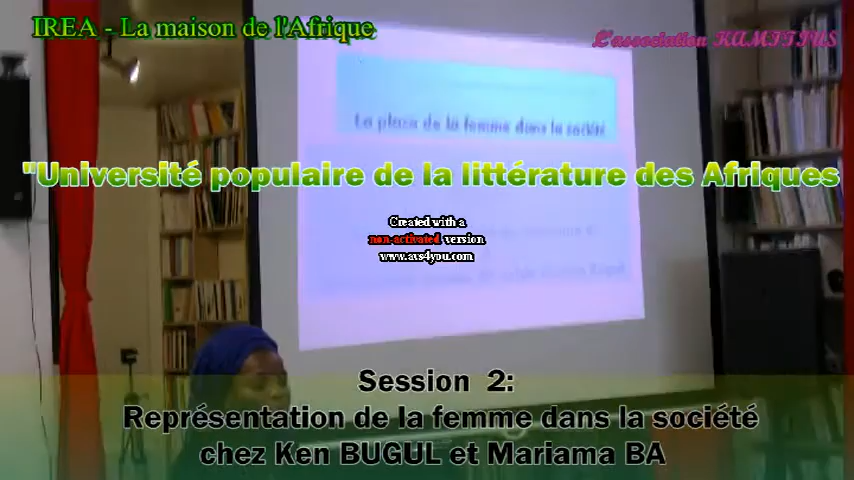 IREA - La maison de l'Afrique
L'association KAMITIUS
La place de la femme dans la société
"Université populaire de la littérature des Afriques
Created with a
non-activated version
www.avs4you.com
Session 2:
Représentation de la femme dans la société
chez Ken BUGUL et Mariama BA